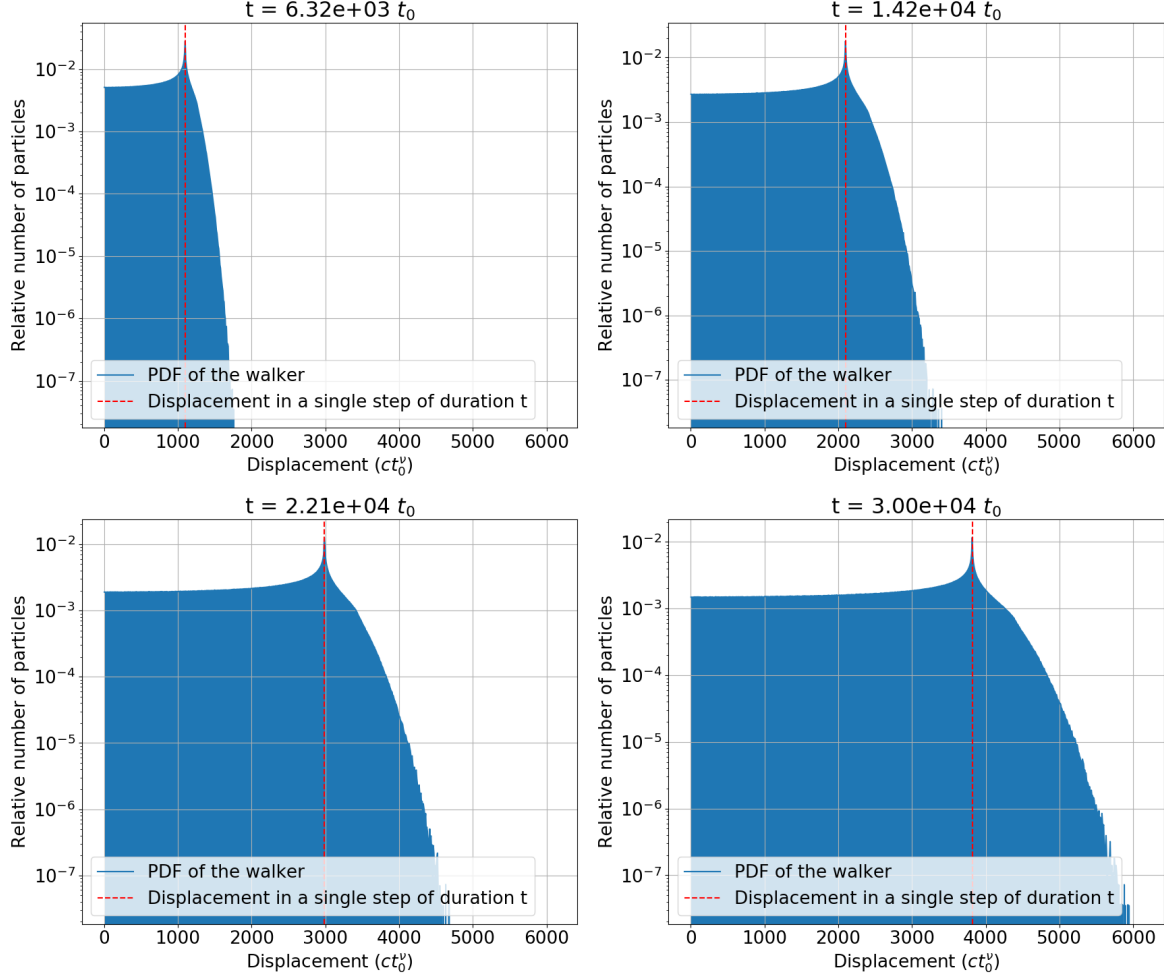 t = 6.32e+03 t₀
Relative number of particles
10⁻²
10⁻³
10⁻⁴
10⁻⁵
10⁻⁶
10⁻⁷
PDF of the walker
Displacement in a single step of duration t
0 1000 2000 3000 4000 5000 6000
Displacement (ct₀^ν)
t = 1.42e+04 t₀
Relative number of particles
10⁻²
10⁻³
10⁻⁴
10⁻⁵
10⁻⁶
10⁻⁷
PDF of the walker
Displacement in a single step of duration t
0 1000 2000 3000 4000 5000 6000
Displacement (ct₀^ν)
t = 2.21e+04 t₀
Relative number of particles
10⁻²
10⁻³
10⁻⁴
10⁻⁵
10⁻⁶
10⁻⁷
PDF of the walker
Displacement in a single step of duration t
0 1000 2000 3000 4000 5000 6000
Displacement (ct₀^ν)
t = 3.00e+04 t₀
Relative number of particles
10⁻²
10⁻³
10⁻⁴
10⁻⁵
10⁻⁶
10⁻⁷
PDF of the walker
Displacement in a single step of duration t
0 1000 2000 3000 4000 5000 6000
Displacement (ct₀^ν)